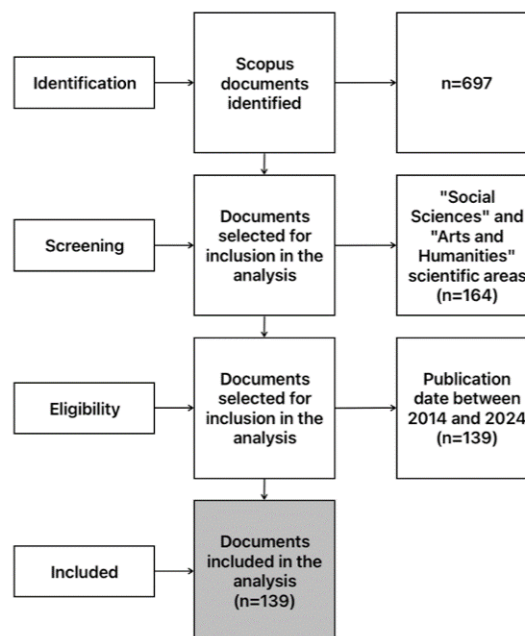 Identification
Scopus
documents
identified
n=697
Screening
Documents
selected for
inclusion in the
analysis
"Social
Sciences" and
"Arts and
Humanities"
scientific areas
(n=164)
Eligibility
Documents
selected for
inclusion in the
analysis
Publication
date between
2014 and 2024
(n=139)
Included
Documents
included in the
analysis
(n=139)